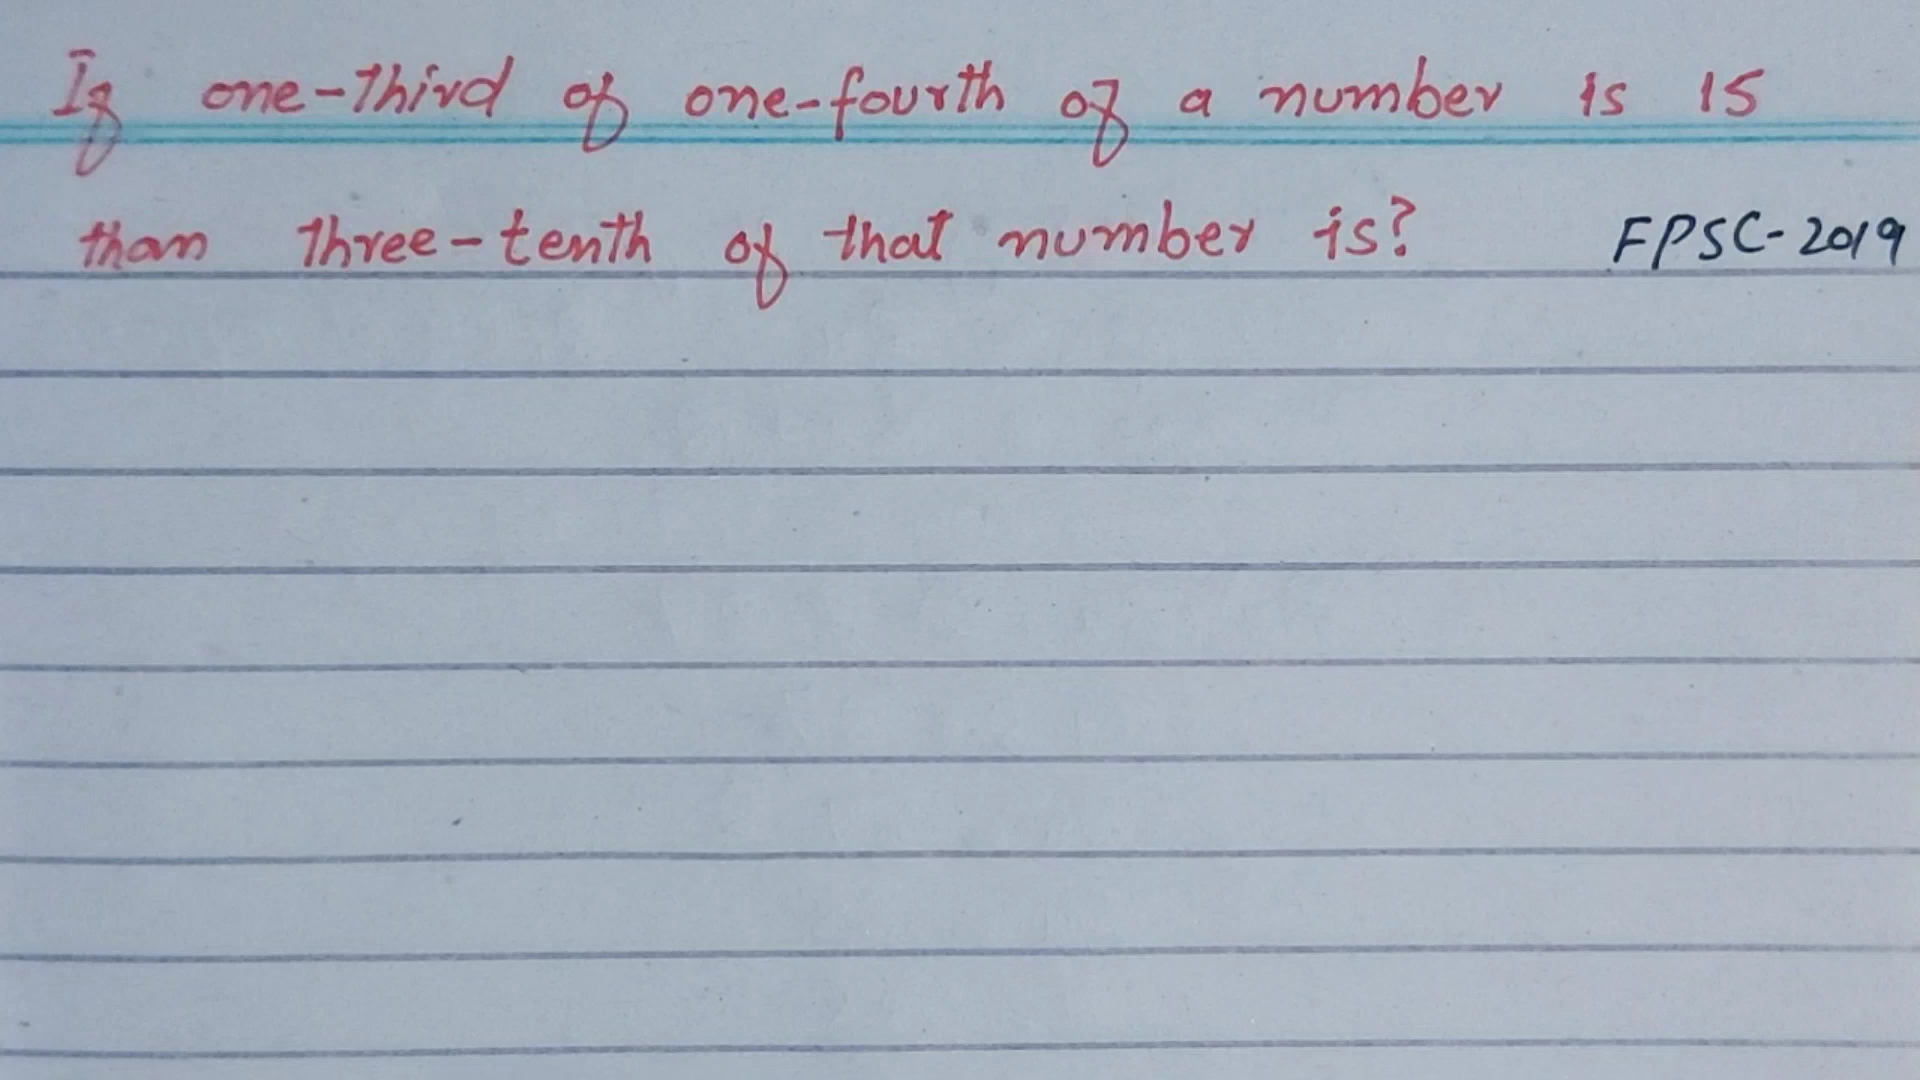 If one-third of one-fourth of a number is 15
than three-tenth of that number is? FPSC-2019